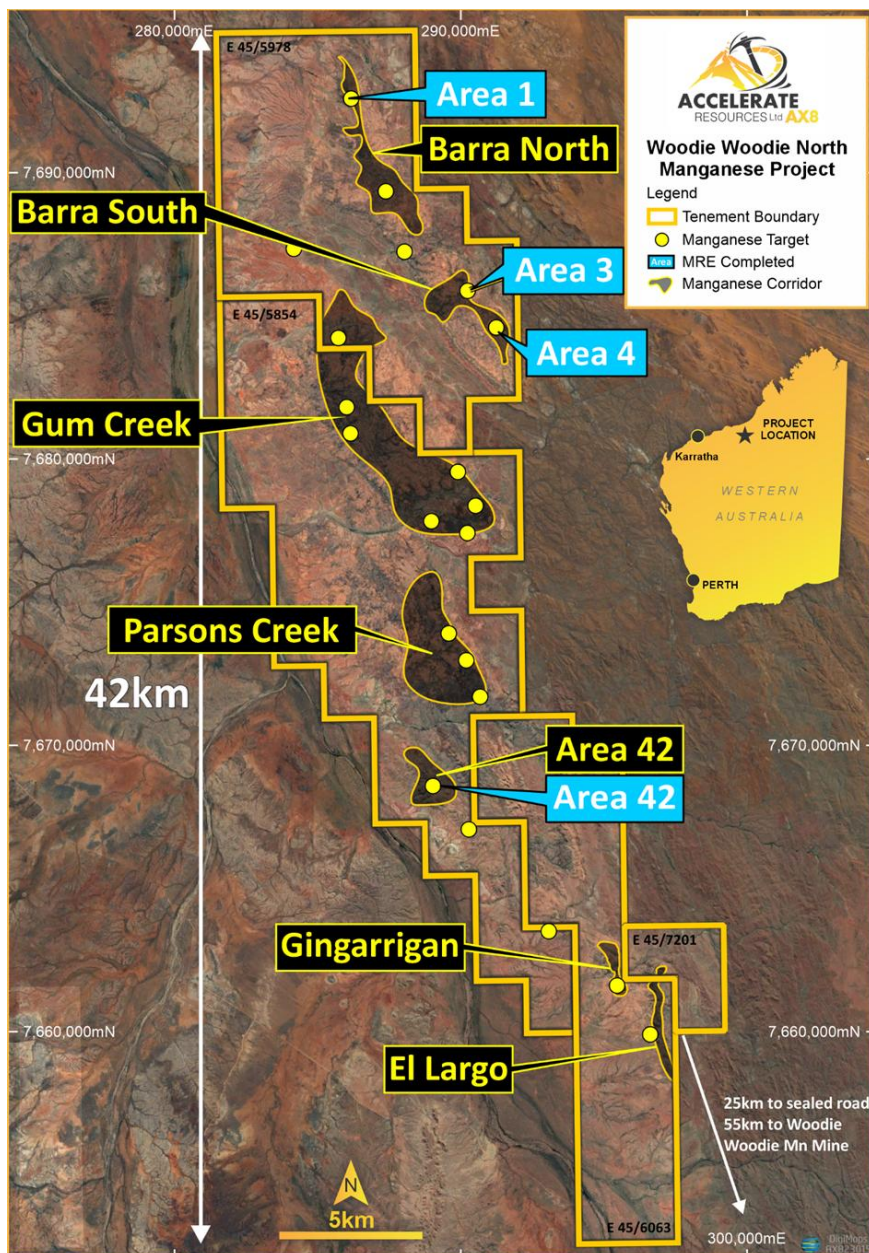 280,000mE
290,000mE
E 45/5978
Area 1
Barra North
7,690,000mN
Barra South
Area 3
E 45/5854
Area 4
Gum Creek
7,680,000mN
Parsons Creek
42km
7,670,000mN
7,670,000mN
Area 42
Area 42
Gingarrigan
E 45/7201
7,660,000mN
7,660,000mN
El Largo
25km to sealed road
55km to Woodie
Woodie Mn Mine
N
5km
E 45/6063
300,000mE
DigiMaps
ACCELERATE
RESOURCES Ltd AX8
Woodie Woodie North
Manganese Project
Legend
Tenement Boundary
Manganese Target
Area
MRE Completed
Manganese Corridor
PROJECT
LOCATION
Karratha
WESTERN
AUSTRALIA
PERTH